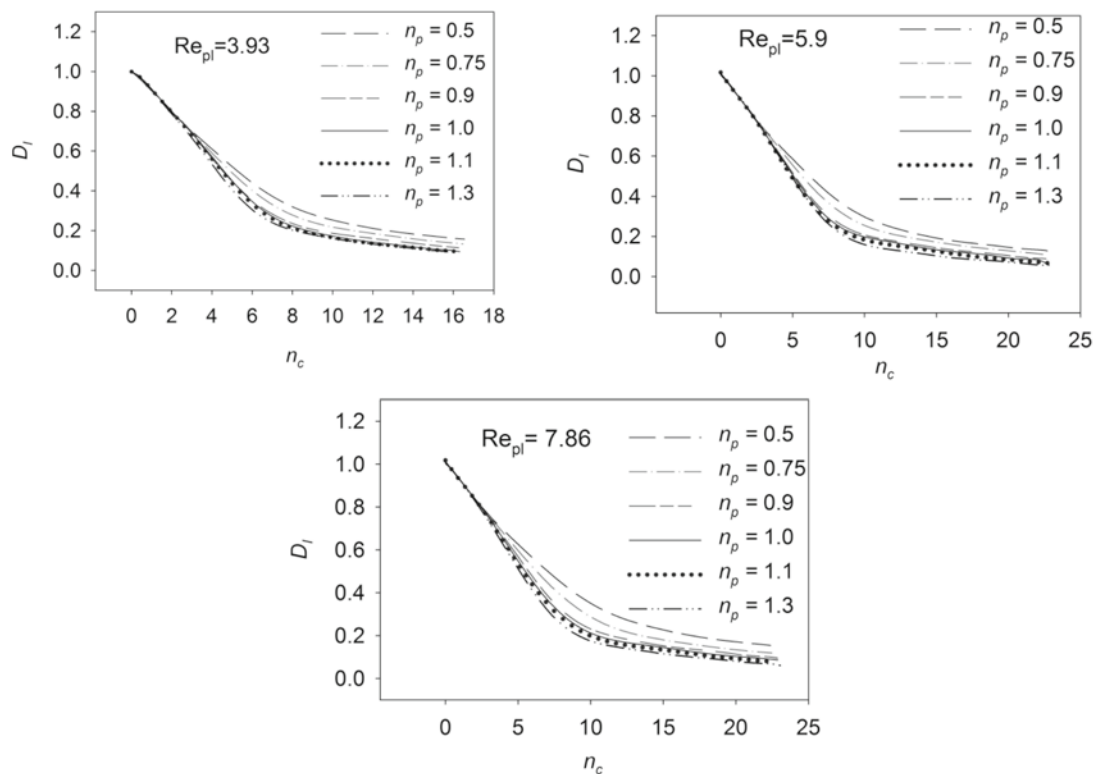 Re_pl=3.93
n_p = 0.5
n_p = 0.75
n_p = 0.9
n_p = 1.0
n_p = 1.1
n_p = 1.3
1.2
1.0
0.8
0.6
0.4
0.2
0.0
D_l
0 2 4 6 8 10 12 14 16 18
n_c
Re_pl=5.9
n_p = 0.5
n_p = 0.75
n_p = 0.9
n_p = 1.0
n_p = 1.1
n_p = 1.3
1.2
1.0
0.8
0.6
0.4
0.2
0.0
D_l
0 5 10 15 20 25
n_c
Re_pl= 7.86
n_p = 0.5
n_p = 0.75
n_p = 0.9
n_p = 1.0
n_p = 1.1
n_p = 1.3
1.2
1.0
0.8
0.6
0.4
0.2
0.0
D_l
0 5 10 15 20 25
n_c